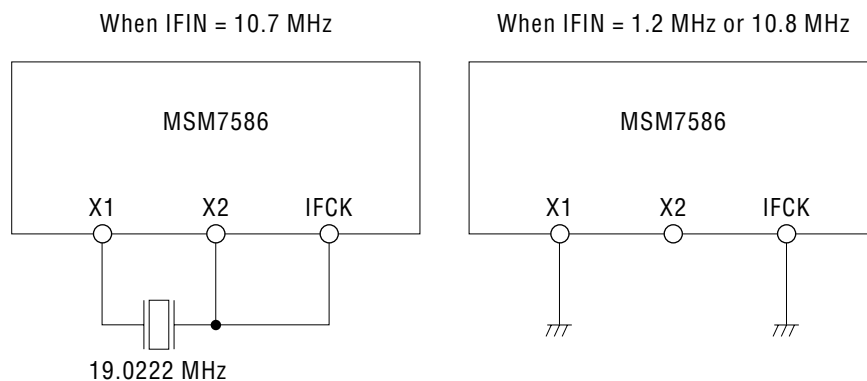 When IFIN = 10.7 MHz
MSM7586
X1 X2 IFCK
19.0222 MHz
When IFIN = 1.2 MHz or 10.8 MHz
MSM7586
X1 X2 IFCK